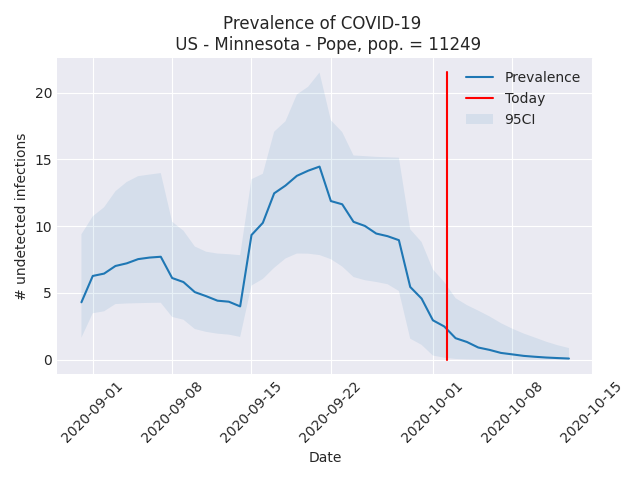 Prevalence of COVID-19
US - Minnesota - Pope, pop. = 11249
Prevalence
Today
95CI
# undetected infections
20
15
10
5
0
2020-09-01
2020-09-08
2020-09-15
2020-09-22
2020-10-01
2020-10-08
2020-10-15
Date